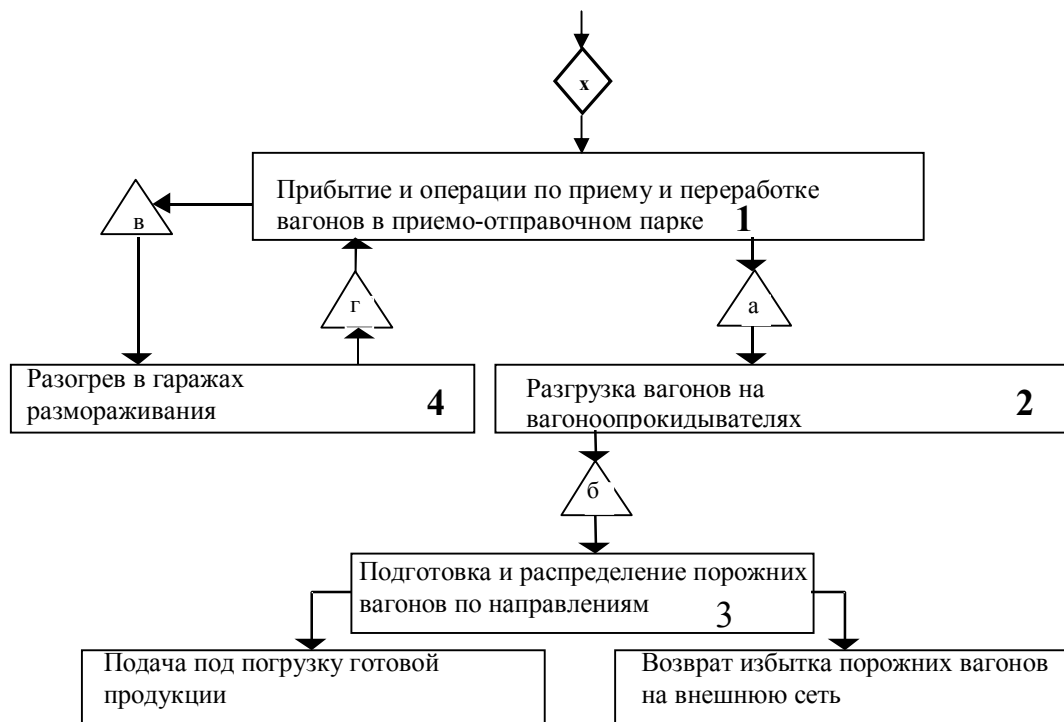 х
Прибытие и операции по приему и переработке
вагонов в приемо-отправочном парке 1
в
г
а
Разогрев в гаражах
размораживания 4
Разгрузка вагонов на
вагоноопрокидывателях 2
б
Подготовка и распределение порожних
вагонов по направлениям 3
Подача под погрузку готовой
продукции
Возврат избытка порожних вагонов
на внешнюю сеть